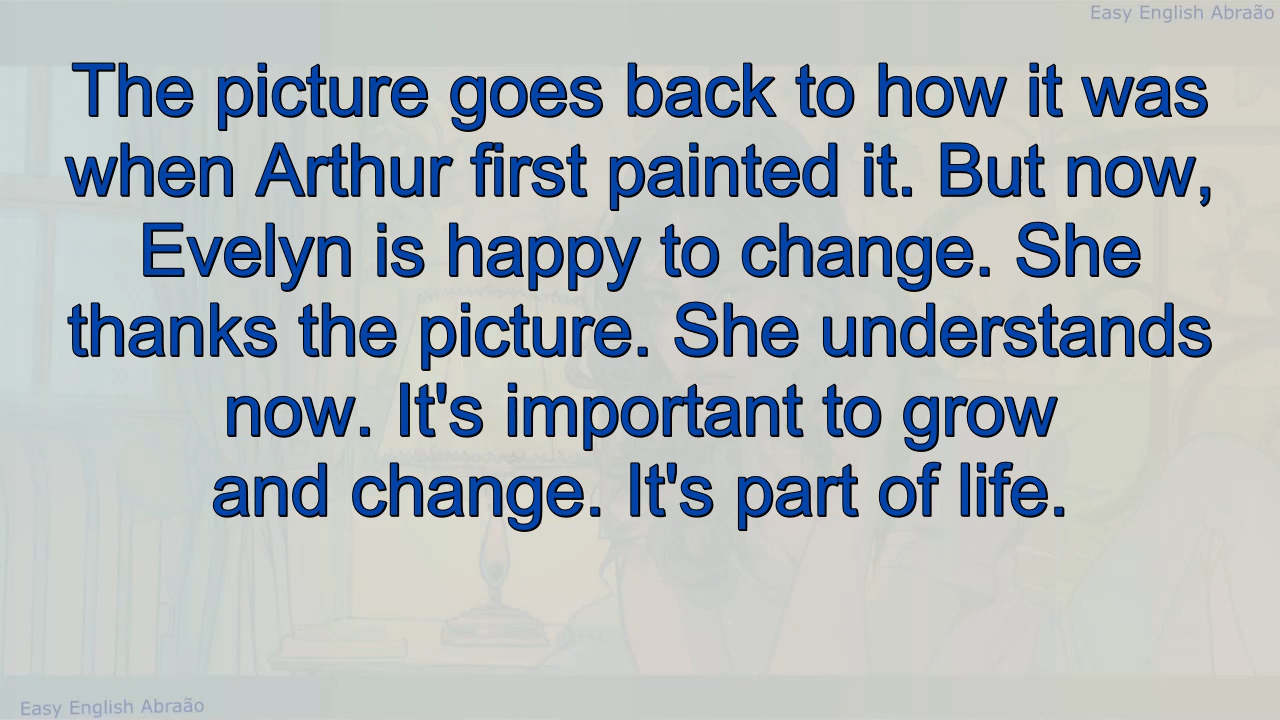 Easy English Abraão
The picture goes back to how it was
when Arthur first painted it. But now,
Evelyn is happy to change. She
thanks the picture. She understands
now. It's important to grow
and change. It's part of life.
Easy English Abraão